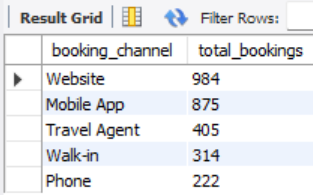 Result Grid Filter Rows:
booking_channel total_bookings
Website 984
Mobile App 875
Travel Agent 405
Walk-in 314
Phone 222